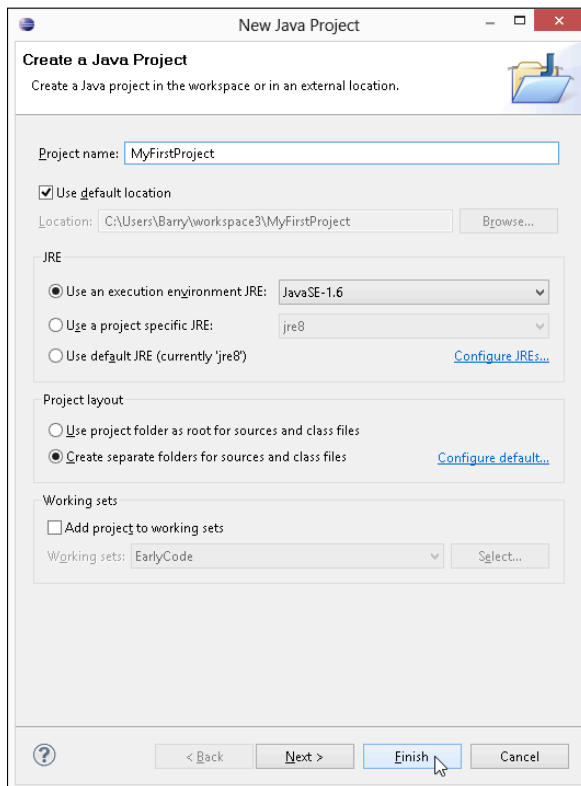 New Java Project
Create a Java Project
Create a Java project in the workspace or in an external location.
Project name: MyFirstProject
Use default location
Location: C:\Users\Barry\workspace3\MyFirstProject Browse...
JRE
Use an execution environment JRE: JavaSE-1.6
Use a project specific JRE: jre8
Use default JRE (currently 'jre8') Configure JREs...
Project layout
Use project folder as root for sources and class files
Create separate folders for sources and class files Configure default...
Working sets
Add project to working sets
Working sets: EarlyCode Select...
? < Back Next > Finish Cancel